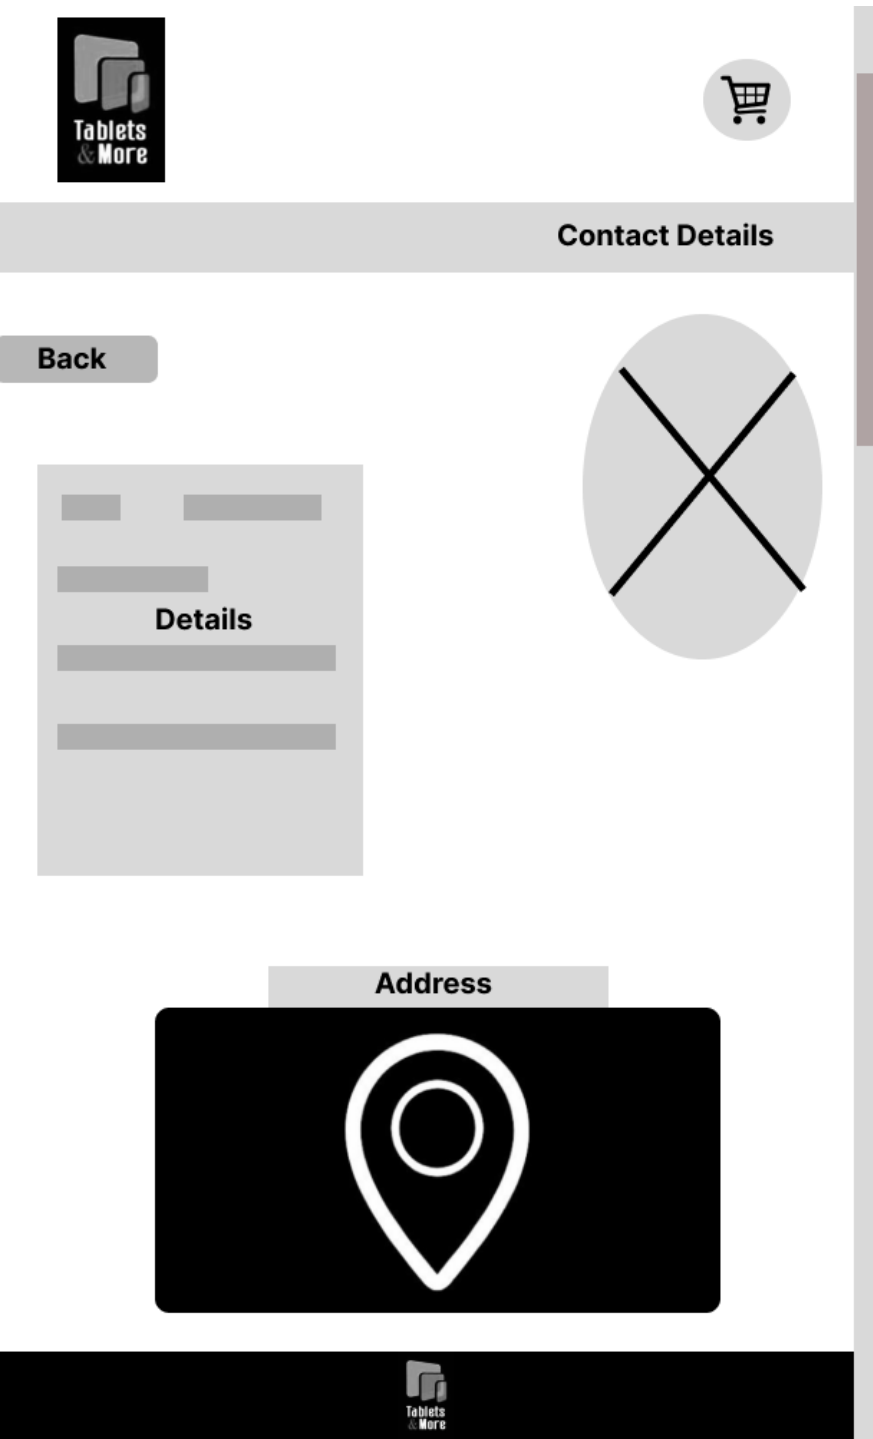 Tablets
& More
Contact Details
Back
Details
Address
Tablets
& More